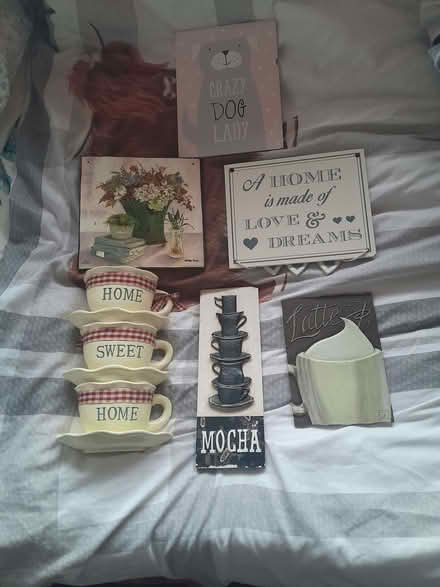 CRAZY
DOG
LADY
A HOME
is made of
LOVE &
DREAMS
HOME
SWEET
HOME
MOCHA
Latte